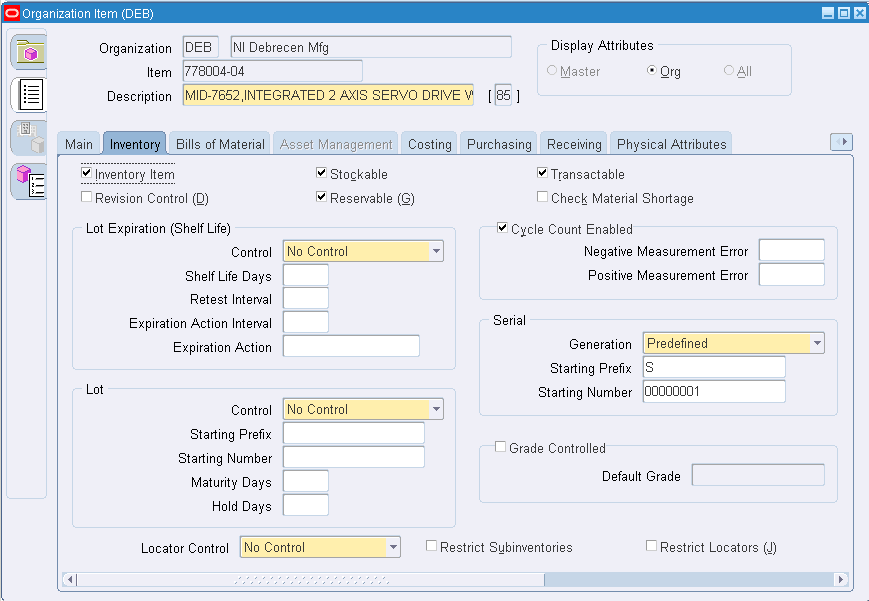 Organization Item (DEB)
Organization DEB NI Debrecen Mfg
Item 778004-04
Description MID-7652,INTEGRATED 2 AXIS SERVO DRIVE [ 85 ]
Display Attributes
Master Org All
Main Inventory Bills of Material Asset Management Costing Purchasing Receiving Physical Attributes
Inventory Item Stockable Transactable
Revision Control (D) Reservable (G) Check Material Shortage
Lot Expiration (Shelf Life)
Control No Control
Shelf Life Days
Retest Interval
Expiration Action Interval
Expiration Action
Cycle Count Enabled
Negative Measurement Error
Positive Measurement Error
Serial
Generation Predefined
Starting Prefix S
Starting Number 00000001
Lot
Control No Control
Starting Prefix
Starting Number
Maturity Days
Hold Days
Grade Controlled
Default Grade
Locator Control No Control Restrict Subinventories Restrict Locators (J)